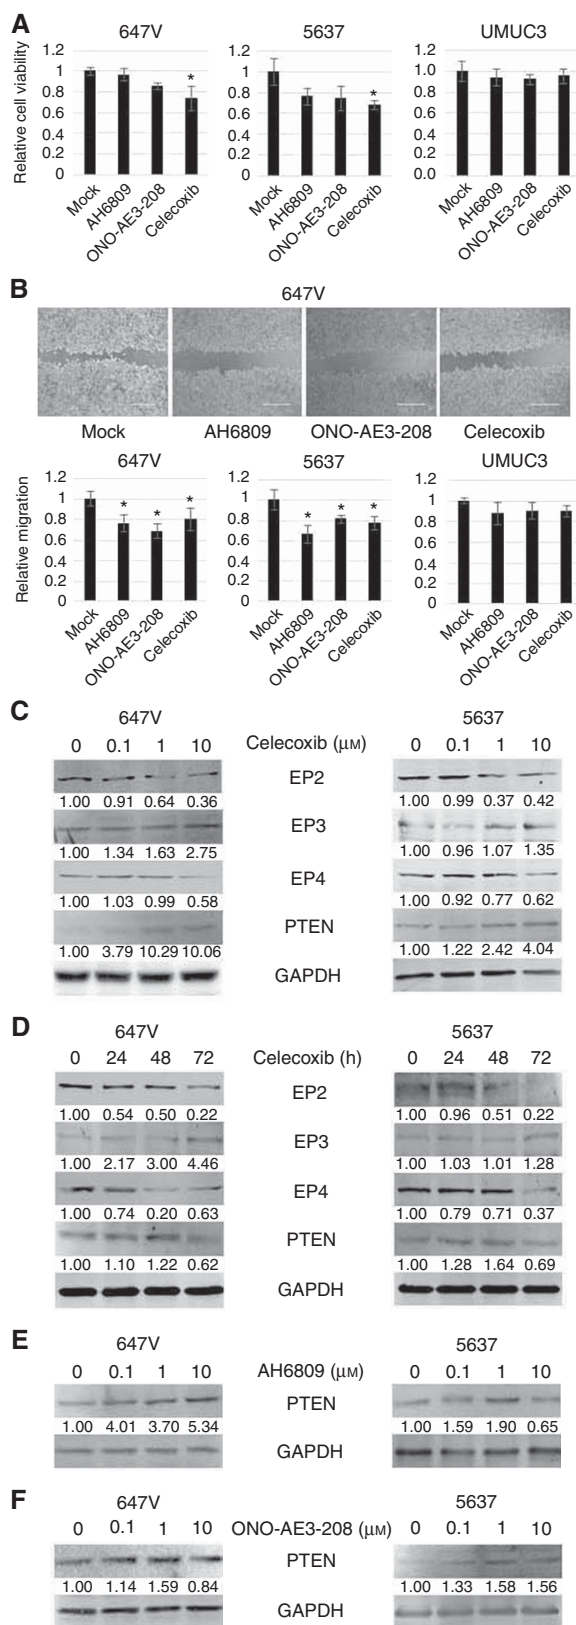 A
647V 5637 UMUC3
Relative cell viability
1.2 1.2 1.2
1 1 1.0
0.8 0.8 0.8
0.6 0.6 0.6
0.4 0.4 0.4
0.2 0.2 0.2
0 0 0.0
* *
Mock AH6809 ONO-AE3-208 Celecoxib Mock AH6809 ONO-AE3-208 Celecoxib Mock AH6809 ONO-AE3-208 Celecoxib
B
647V
Mock AH6809 ONO-AE3-208 Celecoxib
647V 5637 UMUC3
Relative migration
1.2 1.2 1.2
1 1 1
0.8 0.8 0.8
0.6 0.6 0.6
0.4 0.4 0.4
0.2 0.2 0.2
0 0 0
* * * * * *
Mock AH6809 ONO-AE3-208 Celecoxib Mock AH6809 ONO-AE3-208 Celecoxib Mock AH6809 ONO-AE3-208 Celecoxib
C
647V 5637
0 0.1 1 10 Celecoxib (μM) 0 0.1 1 10
EP2
1.00 0.91 0.64 0.36 1.00 0.99 0.37 0.42
EP3
1.00 1.34 1.63 2.75 1.00 0.96 1.07 1.35
EP4
1.00 1.03 0.99 0.58 1.00 0.92 0.77 0.62
PTEN
1.00 3.79 10.29 10.06 1.00 1.22 2.42 4.04
GAPDH
D
647V 5637
0 24 48 72 Celecoxib (h) 0 24 48 72
EP2
1.00 0.54 0.50 0.22 1.00 0.96 0.51 0.22
EP3
1.00 2.17 3.00 4.46 1.00 1.03 1.01 1.28
EP4
1.00 0.74 0.20 0.63 1.00 0.79 0.71 0.37
PTEN
1.00 1.10 1.22 0.62 1.00 1.28 1.64 0.69
GAPDH
E
647V 5637
0 0.1 1 10 AH6809 (μM) 0 0.1 1 10
PTEN
1.00 4.01 3.70 5.34 1.00 1.59 1.90 0.65
GAPDH
F
647V 5637
0 0.1 1 10 ONO-AE3-208 (μM) 0 0.1 1 10
PTEN
1.00 1.14 1.59 0.84 1.00 1.33 1.58 1.56
GAPDH